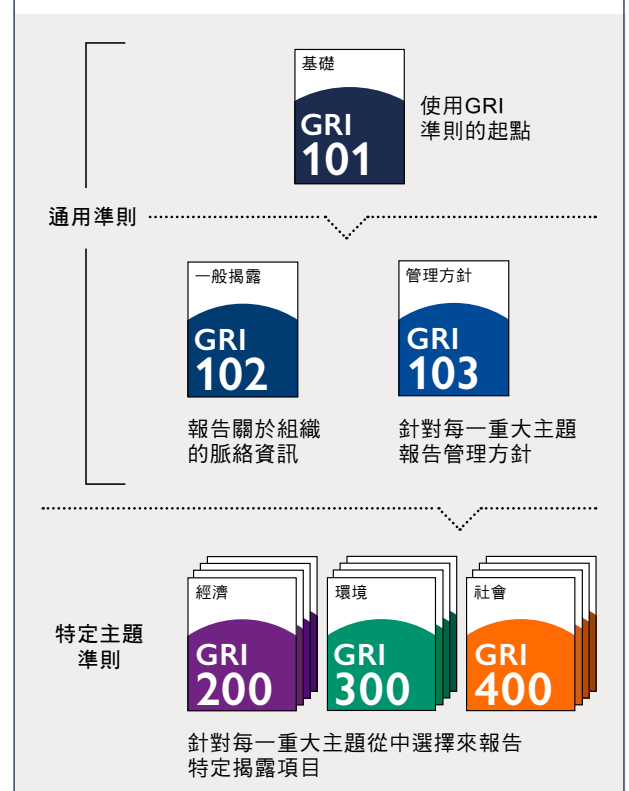 基礎
GRI
101
使用GRI
準則的起點
通用準則
一般揭露
GRI
102
管理方針
GRI
103
報告關於組織
的脈絡資訊
針對每一重大主題
報告管理方針
特定主題
準則
經濟
GRI
200
環境
GRI
300
社會
GRI
400
針對每一重大主題從中選擇來報告
特定揭露項目